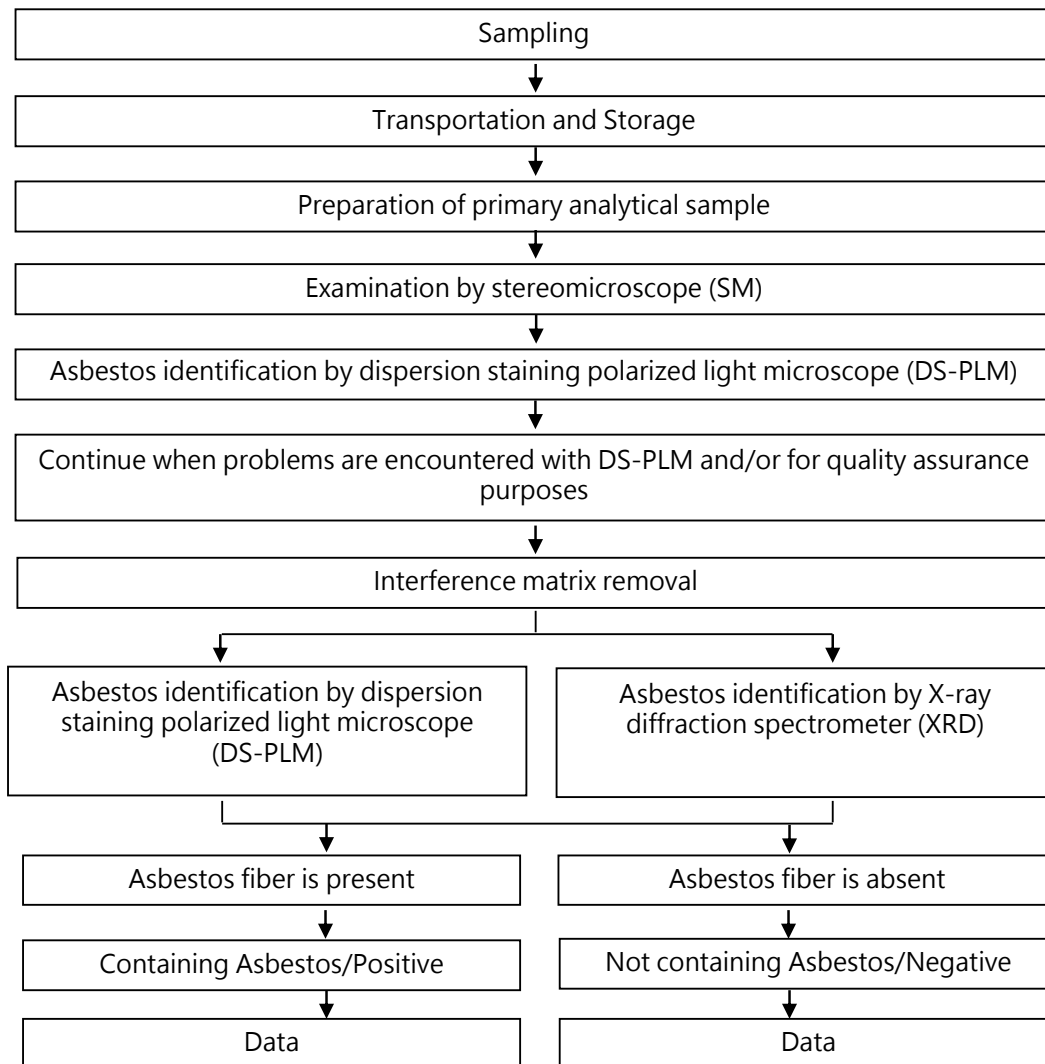 Sampling
Transportation and Storage
Preparation of primary analytical sample
Examination by stereomicroscope (SM)
Asbestos identification by dispersion staining polarized light microscope (DS-PLM)
Continue when problems are encountered with DS-PLM and/or for quality assurance
purposes
Interference matrix removal
Asbestos identification by dispersion
staining polarized light microscope
(DS-PLM)
Asbestos identification by X-ray
diffraction spectrometer (XRD)
Asbestos fiber is present
Asbestos fiber is absent
Containing Asbestos/Positive
Not containing Asbestos/Negative
Data
Data